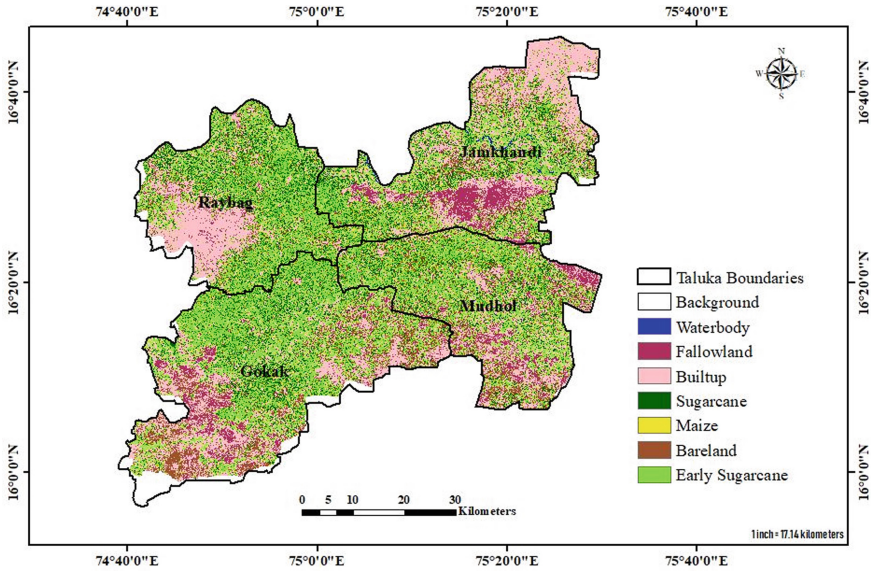 74°40'0"E 75°0'0"E 75°20'0"E 75°40'0"E
N
W E
S
16°40'0"N 16°40'0"N
Jamkhandi
Raybag
16°20'0"N 16°20'0"N
Mudhol
Gokak
16°0'0"N 16°0'0"N
Taluka Boundaries
Background
Waterbody
Fallowland
Builtup
Sugarcane
Maize
Bareland
Early Sugarcane
0 5 10 20 30
Kilometers
1 inch = 17.14 kilometers
74°40'0"E 75°0'0"E 75°20'0"E 75°40'0"E